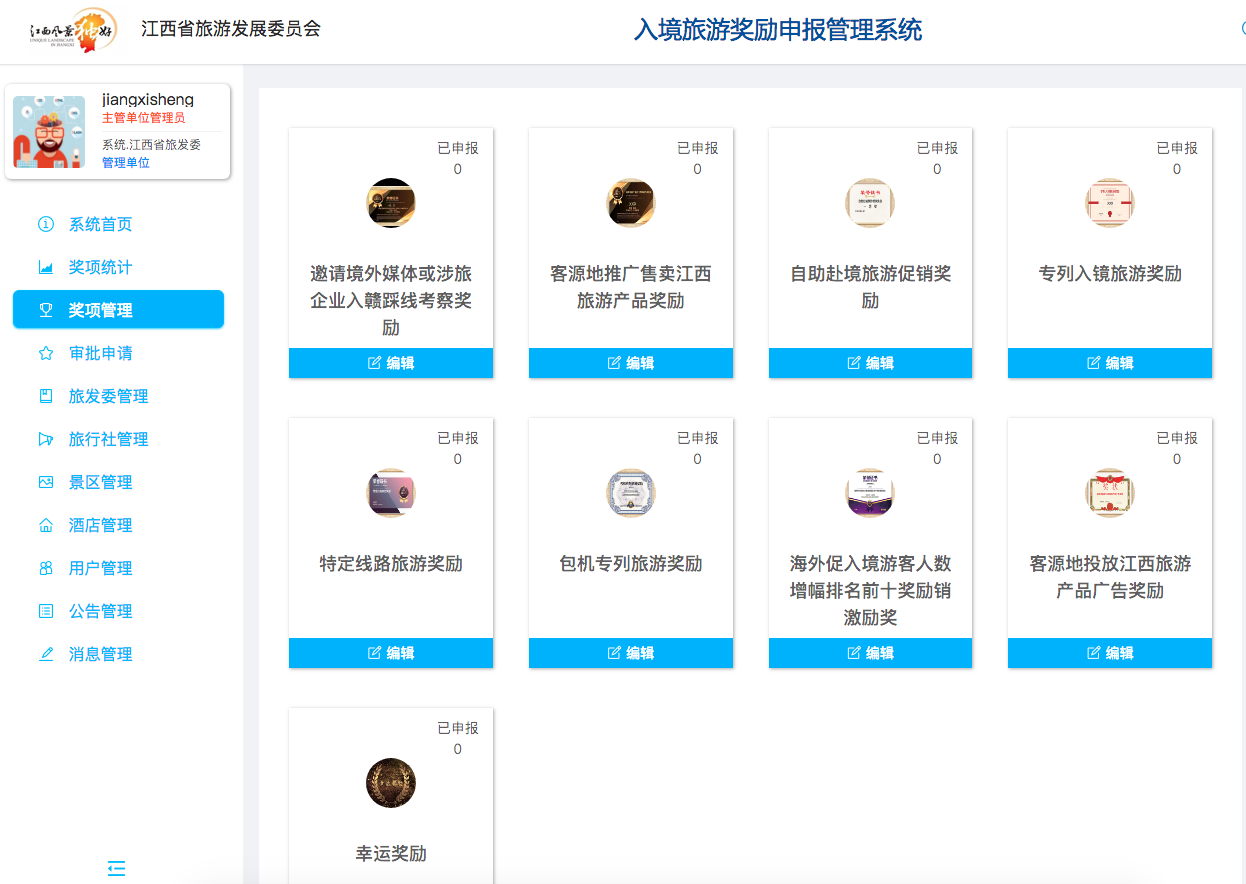 江西风景独好
UNIQUE LANDSCAPE
IN JIANGXI
江西省旅游发展委员会
入境旅游奖励申报管理系统
jiangxisheng
主管单位管理员
系统.江西省旅发委
管理单位
系统首页
奖项统计
奖项管理
审批申请
旅发委管理
旅行社管理
景区管理
酒店管理
用户管理
公告管理
消息管理
已申报
0
邀请境外媒体或涉旅
企业入赣踩线考察奖
励
编辑
已申报
0
客源地推广售卖江西
旅游产品奖励
编辑
已申报
0
自助赴境旅游促销奖
励
编辑
已申报
0
专列入镜旅游奖励
编辑
已申报
0
特定线路旅游奖励
编辑
已申报
0
包机专列旅游奖励
编辑
已申报
0
海外促入境游客人数
增幅排名前十奖励销
激励奖
编辑
已申报
0
客源地投放江西旅游
产品广告奖励
编辑
已申报
0
幸运奖励